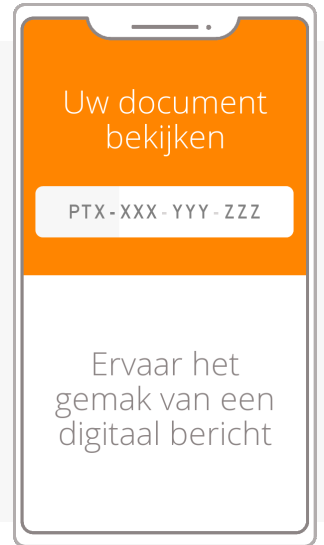 Uw document
bekijken
PTX-XXX-YYY-ZZZ
Ervaar het
gemak van een
digitaal bericht